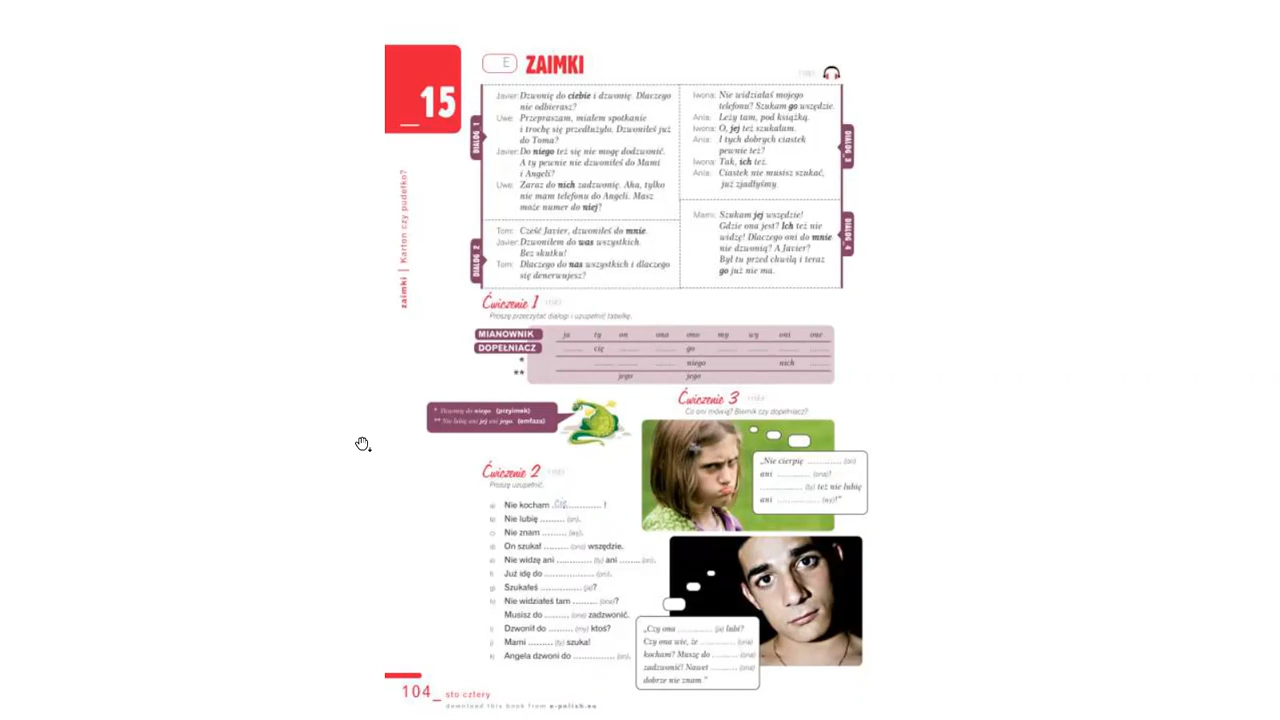 15
E ZAIMKI
zaimki | Karton czy pudełko?
DIALOG 1
Javier: Dzwonię do ciebie i dzwonię. Dlaczego
nie odbierasz?
Uwe: Przepraszam, miałem spotkanie
i trochę się przedłużyło. Dzwoniłeś już
do Toma?
Javier: Do niego też się nie mogę dodzwonić.
A ty pewnie nie dzwoniłeś do Mami
i Angeli?
Uwe: Zaraz do nich zadzwonię. Aha, tylko
nie mam telefonu do Angeli. Masz
może numer do niej?
DIALOG 2
Tom: Cześć Javier, dzwoniłeś do mnie.
Javier: Dzwoniłem do was wszystkich.
Bez skutku!
Tom: Dlaczego do nas wszystkich i dlaczego
się denerwujesz?
DIALOG 3
Iwona: Nie widziałaś mojego
telefonu? Szukam go wszędzie.
Ania: Leży tam, pod książką.
Iwona: O, jej też szukałam.
Ania: I tych dobrych ciastek
pewnie też?
Iwona: Tak, ich też.
Ania: Ciastek nie musisz szukać,
już zjadłyśmy.
DIALOG 4
Mami: Szukam jej wszędzie!
Gdzie ona jest? Ich też nie
widzę! Dlaczego oni do mnie
nie dzwonią? A Javier?
Był tu przed chwilą i teraz
go już nie ma.
Ćwiczenie 1
Proszę przeczytać dialogi i uzupełnić tabelkę.
MIANOWNIK ja ty on ona ono my wy oni one
DOPEŁNIACZ ........ cię ........ ........ go ........ ........ ........ ........
* ........ ........ ........ niego nich ........
** jego jego
* Dzwonię do niego (przyimek)
** Nie lubię ani jej ani jego (emfaza)
Ćwiczenie 2
Proszę uzupełnić.
a) Nie kocham ...cię............. !
b) Nie lubię ......... (on).
c) Nie znam ......... (wy).
d) On szukał ......... (ono) wszędzie.
e) Nie widzę ani ............. (ty) ani ........ (on).
f) Już idę do .................. (on).
g) Szukałeś ............... (ja)?
h) Nie widziałeś tam ......... (ona)?
Musisz do ......... (ona) zadzwonić.
i) Dzwonił do ......... (my) ktoś?
j) Mami ......... (ty) szuka!
k) Angela dzwoni do ............... (on).
Ćwiczenie 3
Co oni mówią? Biernik czy dopełniacz?
„Nie cierpię ............ (on)
ani ............ (ona)!
............... (ty) też nie lubię
ani ............... (wy)!"
„Czy ona ............ (ja) lubi?
Czy ona wie, że ............ (ona)
kocham? Muszę do ......... (ona)
zadzwonić! Nawet ......... (ona)
dobrze nie znam."
104_ sto cztery
download this book from e-polish.eu